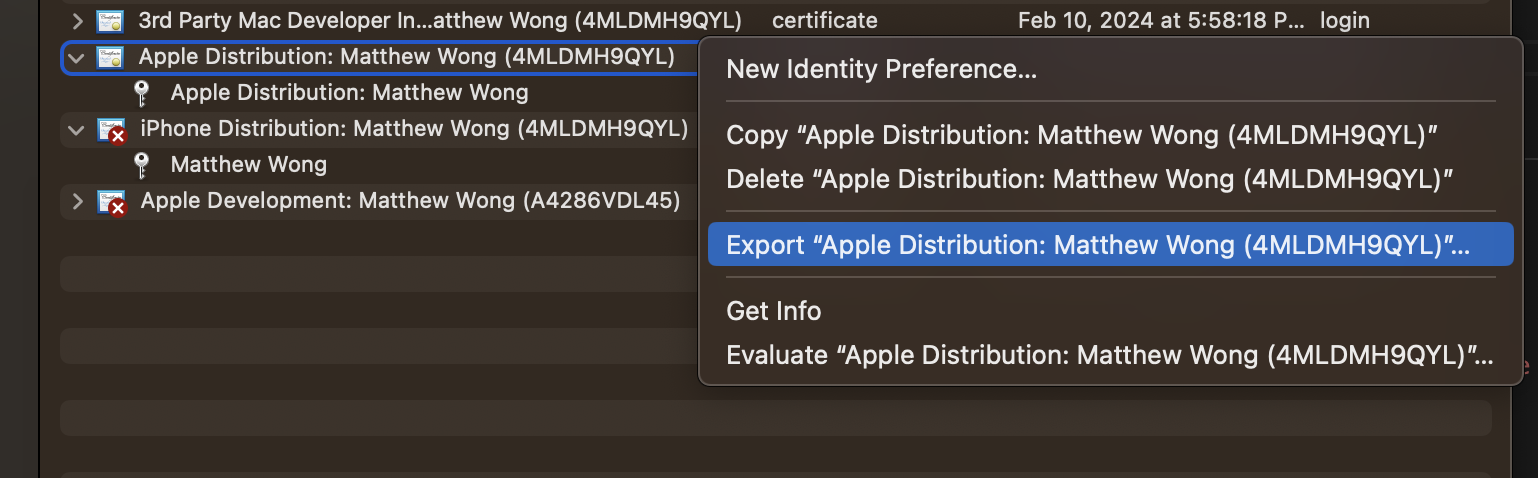 3rd Party Mac Developer In...atthew Wong (4MLDMH9QYL) certificate Feb 10, 2024 at 5:58:18 P... login
Apple Distribution: Matthew Wong (4MLDMH9QYL)
Apple Distribution: Matthew Wong
iPhone Distribution: Matthew Wong (4MLDMH9QYL)
Matthew Wong
Apple Development: Matthew Wong (A4286VDL45)
New Identity Preference...
Copy “Apple Distribution: Matthew Wong (4MLDMH9QYL)”
Delete “Apple Distribution: Matthew Wong (4MLDMH9QYL)”
Export “Apple Distribution: Matthew Wong (4MLDMH9QYL)”...
Get Info
Evaluate “Apple Distribution: Matthew Wong (4MLDMH9QYL)”...